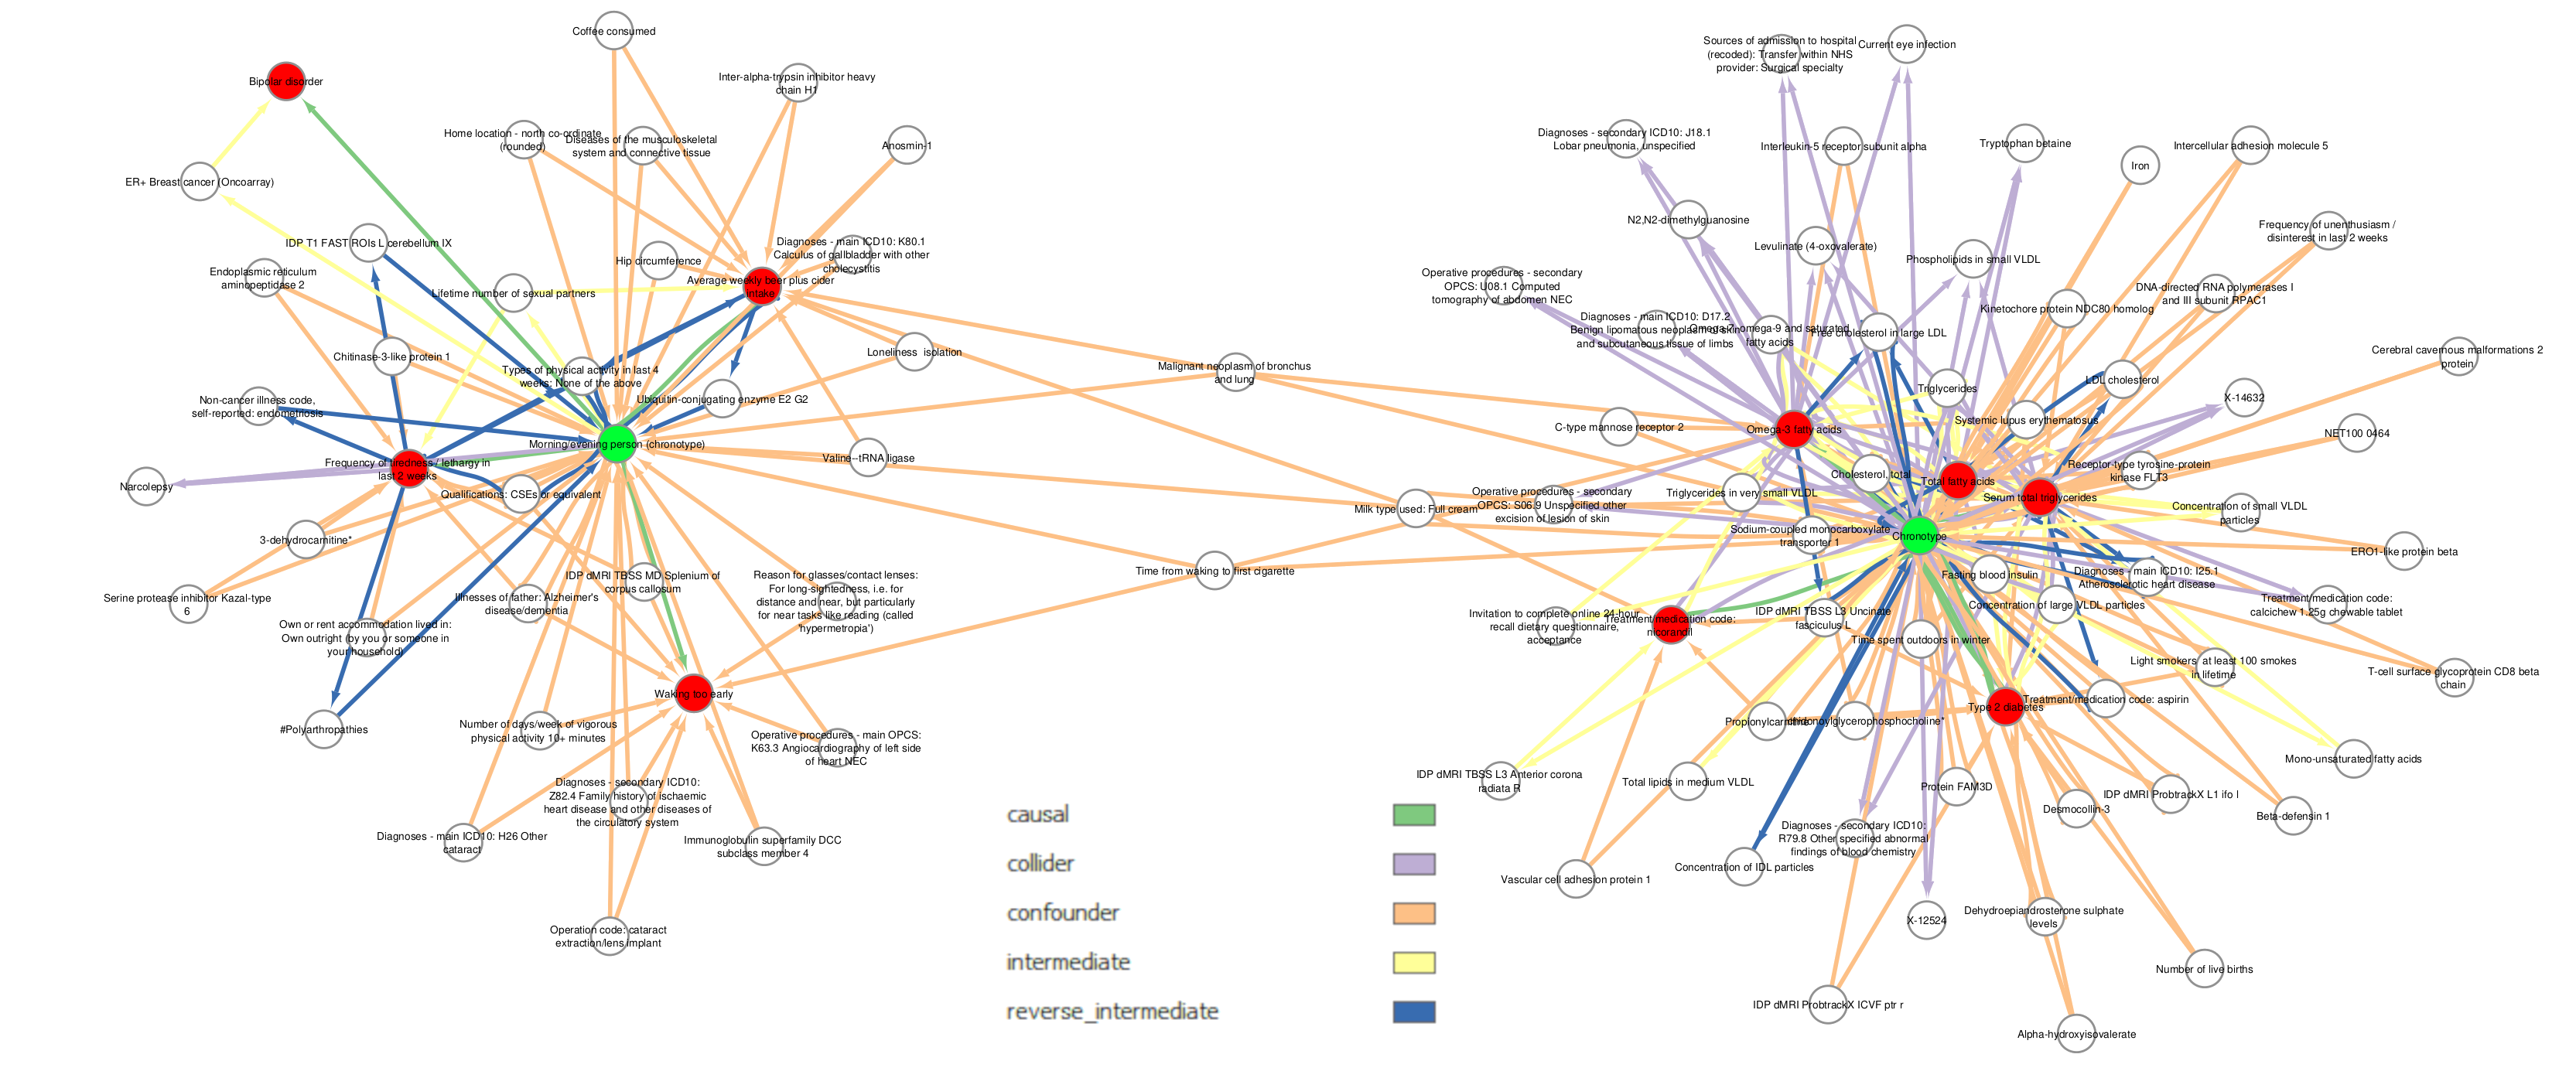 Coffee consumed
Bipolar disorder
Inter-alpha-trypsin inhibitor heavy
chain H1
Home location - north co-ordinate
(rounded)
Diseases of the musculoskeletal
system and connective tissue
Anosmin-1
ER+ Breast cancer (Oncoarray)
IDP T1 FAST ROIs L cerebellum IX
Endoplasmic reticulum
aminopeptidase 2
Hip circumference
Diagnoses - main ICD10: K80.1
Calculus of gallbladder with other
cholecystitis
Average weekly beer plus cider
intake
Lifetime number of sexual partners
Chitinase-3-like protein 1
Loneliness isolation
Types of physical activity in last 4
weeks: None of the above
Non-cancer illness code,
self-reported: endometriosis
Ubiquitin-conjugating enzyme E2 G2
Morning/evening person (chronotype)
Valine--tRNA ligase
Frequency of tiredness / lethargy in
last 2 weeks
Narcolepsy
Qualifications: CSEs or equivalent
3-dehydrocarnitine*
Serine protease inhibitor Kazal-type
6
IDP dMRI TBSS MD Splenium of
corpus callosum
Illnesses of father: Alzheimer's
disease/dementia
Reason for glasses/contact lenses:
For long-sightedness, i.e. for
distance and near, but particularly
for near tasks like reading (called
'hypermetropia')
Own or rent accommodation lived in:
Own outright (by you or someone in
your household)
Waking too early
#Polyarthropathies
Number of days/week of vigorous
physical activity 10+ minutes
Operative procedures - main OPCS:
K63.3 Angiocardiography of left side
of heart NEC
Diagnoses - secondary ICD10:
Z82.4 Family history of ischaemic
heart disease and other diseases of
the circulatory system
Diagnoses - main ICD10: H26 Other
cataract
Immunoglobulin superfamily DCC
subclass member 4
Operation code: cataract
extraction/lens implant
Malignant neoplasm of bronchus
and lung
Milk type used: Full cream
Time from waking to first cigarette
causal
collider
confounder
intermediate
reverse_intermediate
Sources of admission to hospital
(recoded): Transfer within NHS
provider: Surgical specialty
Current eye infection
Diagnoses - secondary ICD10: J18.1
Lobar pneumonia, unspecified
Interleukin-5 receptor subunit alpha
Tryptophan betaine
Iron
Intercellular adhesion molecule 5
N2,N2-dimethylguanosine
Levulinate (4-oxovalerate)
Phospholipids in small VLDL
Frequency of unenthusiasm /
disinterest in last 2 weeks
Operative procedures - secondary
OPCS: U08.1 Computed
tomography of abdomen NEC
DNA-directed RNA polymerases I
and III subunit RPAC1
Kinetochore protein NDC80 homolog
Diagnoses - main ICD10: D17.2
Benign lipomatous neoplasm of skin
and subcutaneous tissue of limbs
Omega-7, omega-9 and saturated
fatty acids
Free cholesterol in large LDL
Cerebral cavernous malformations 2
protein
Triglycerides
LDL cholesterol
X-14632
C-type mannose receptor 2
Omega-3 fatty acids
Systemic lupus erythematosus
NET100 0464
Cholesterol, total
Total fatty acids
Receptor-type tyrosine-protein
kinase FLT3
Triglycerides in very small VLDL
Serum total triglycerides
Operative procedures - secondary
OPCS: S06.9 Unspecified other
excision of lesion of skin
Concentration of small VLDL
particles
Sodium-coupled monocarboxylate
transporter 1
Chronotype
ERO1-like protein beta
Fasting blood insulin
Diagnoses - main ICD10: I25.1
Atherosclerotic heart disease
Concentration of large VLDL particles
Treatment/medication code:
calcichew 1.25g chewable tablet
Invitation to complete online 24-hour
recall dietary questionnaire,
acceptance
Treatment/medication code:
nicorandil
IDP dMRI TBSS L3 Uncinate
fasciculus L
Time spent outdoors in winter
Light smokers at least 100 smokes
in lifetime
T-cell surface glycoprotein CD8 beta
chain
Type 2 diabetes
Treatment/medication code: aspirin
Propionylcarnitine
Mono-unsaturated fatty acids
IDP dMRI TBSS L3 Anterior corona
radiata R
Total lipids in medium VLDL
Protein FAM3D
IDP dMRI ProbtrackX L1 ifo l
Desmocollin-3
Beta-defensin 1
Diagnoses - secondary ICD10:
R79.8 Other specified abnormal
findings of blood chemistry
Concentration of IDL particles
Vascular cell adhesion protein 1
X-12524
Dehydroepiandrosterone sulphate
levels
Number of live births
IDP dMRI ProbtrackX ICVF ptr r
Alpha-hydroxyisovalerate